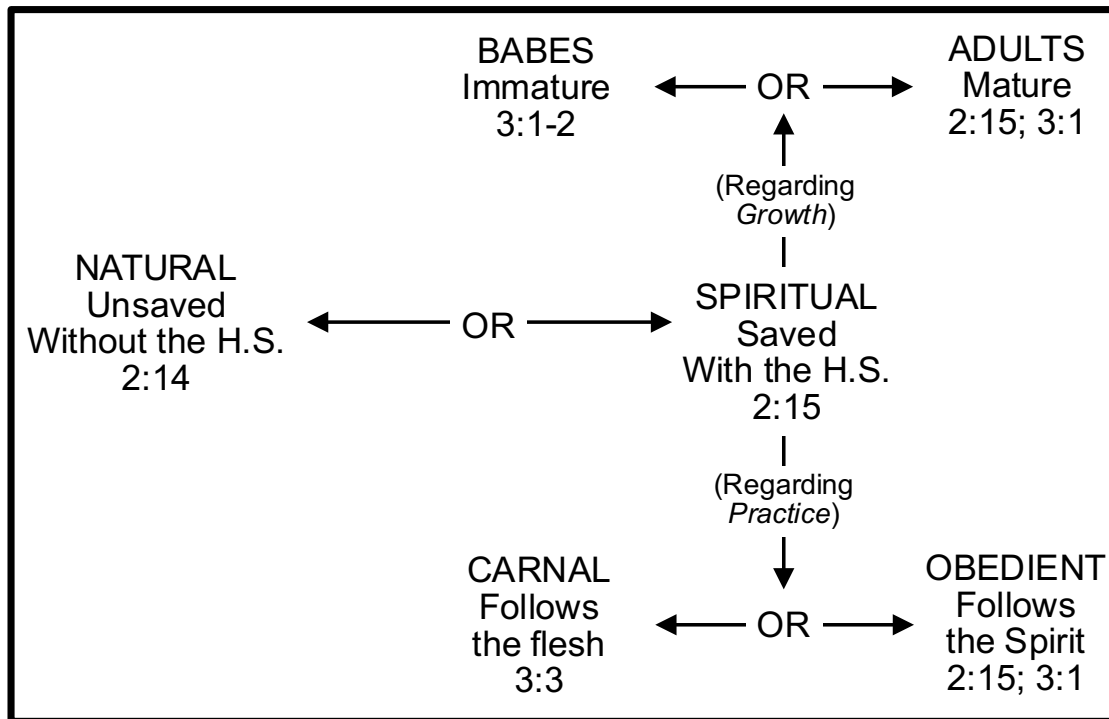 BABES
Immature
3:1-2
OR
ADULTS
Mature
2:15; 3:1
(Regarding
Growth)
NATURAL
Unsaved
Without the H.S.
2:14
OR
SPIRITUAL
Saved
With the H.S.
2:15
(Regarding
Practice)
CARNAL
Follows
the flesh
3:3
OR
OBEDIENT
Follows
the Spirit
2:15; 3:1